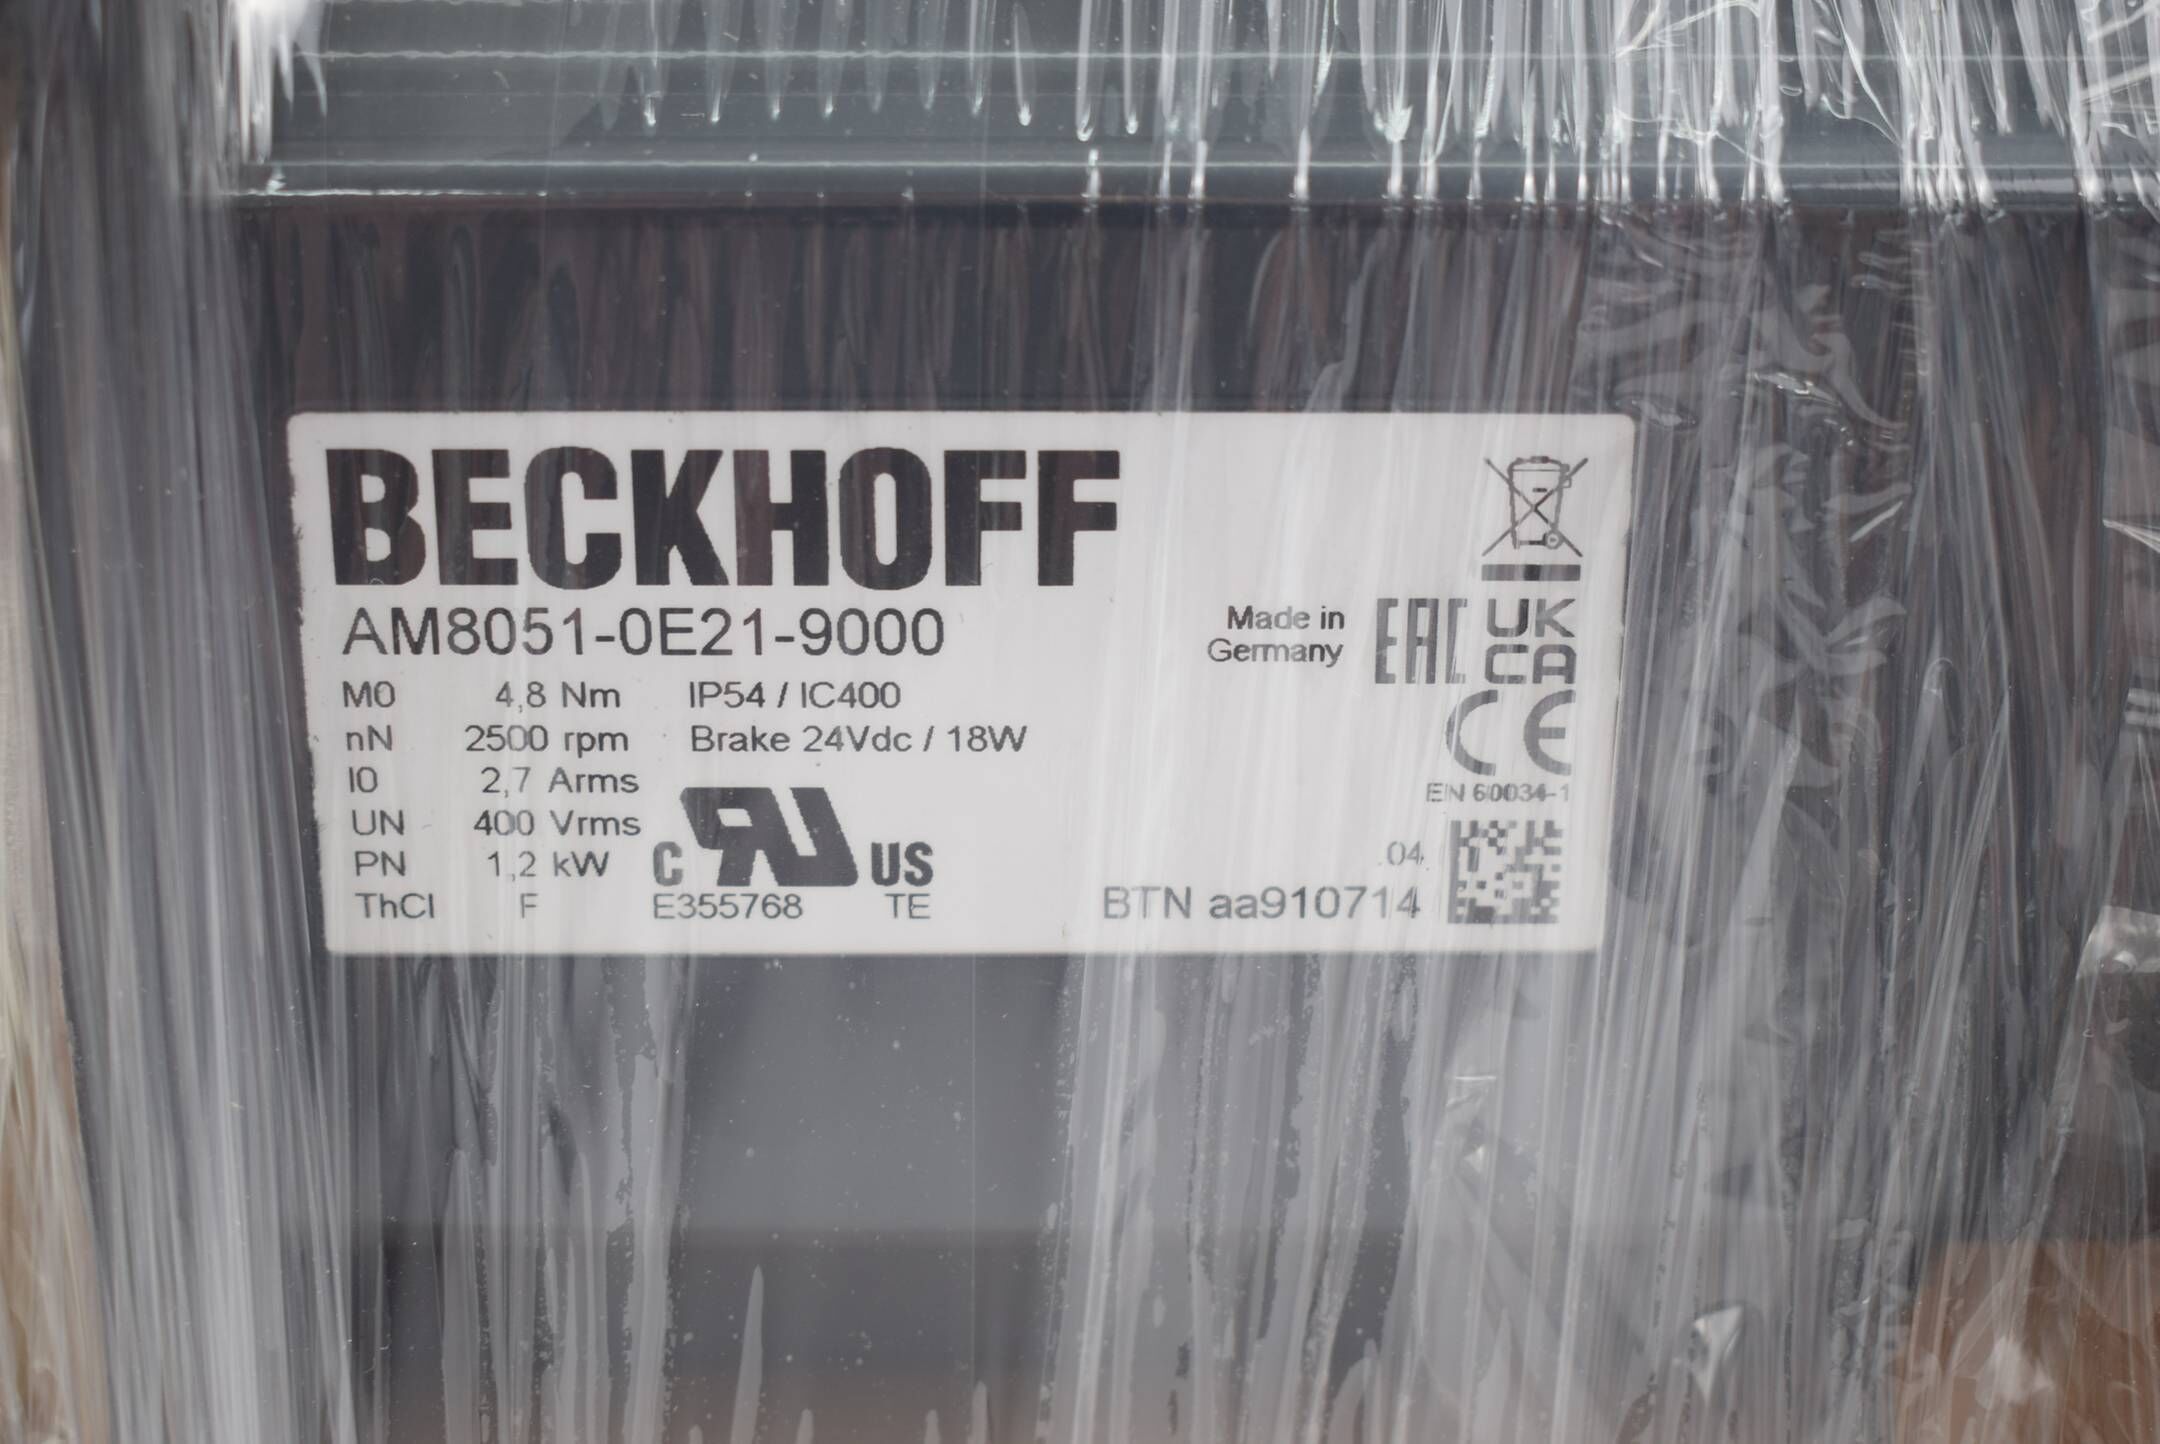 BECKHOFF
AM8051-0E21-9000
Made in
Germany
EAC
UK
CA
M0 4,8 Nm IP54 / IC400
nN 2500 rpm Brake 24Vdc / 18W
CE
I0 2,7 Arms
EN 60034-1
UN 400 Vrms
PN 1,2 kW
C RU US
04
ThCl F E355768 TE BTN aa910714